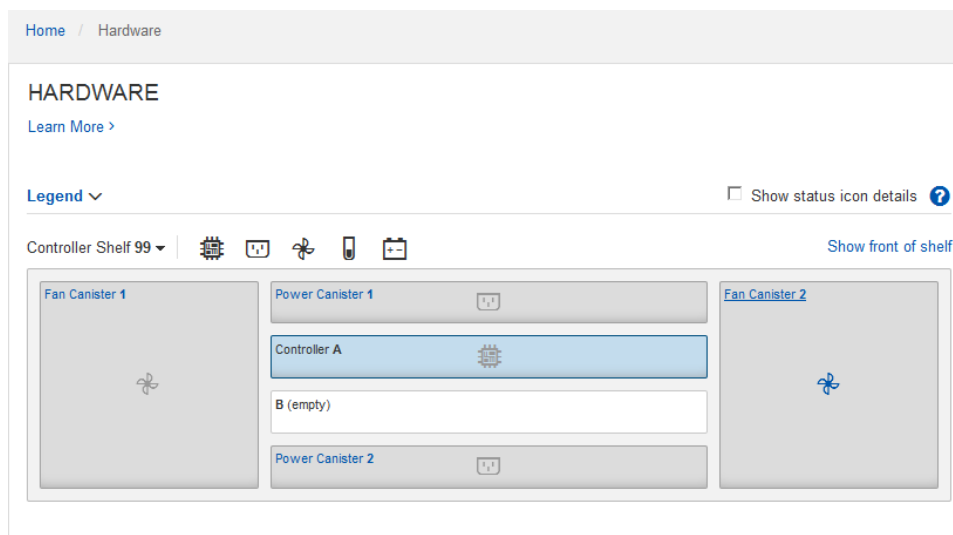 Home / Hardware
HARDWARE
Learn More >
Legend
Show status icon details ?
Controller Shelf 99
Show front of shelf
Fan Canister 1
Power Canister 1
Fan Canister 2
Controller A
B (empty)
Power Canister 2